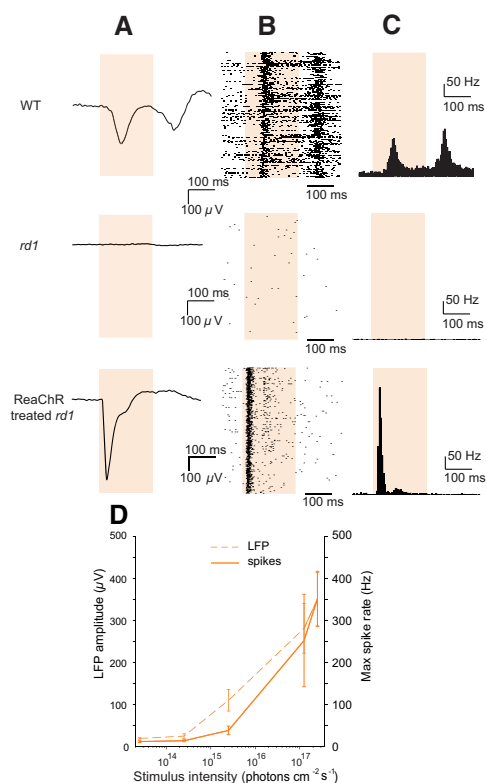 A B C
WT
50 Hz
100 ms
100 ms
100 µV
100 ms
rd1
100 ms
100 µV
100 ms
50 Hz
100 ms
ReaChR
treated rd1
100 ms
100 µV
100 ms
50 Hz
100 ms
D
LFP
spikes
LFP amplitude (µV)
500
400
300
200
100
0
Max spike rate (Hz)
500
400
300
200
100
0
10^14 10^15 10^16 10^17
Stimulus intensity (photons cm^-2 s^-1)